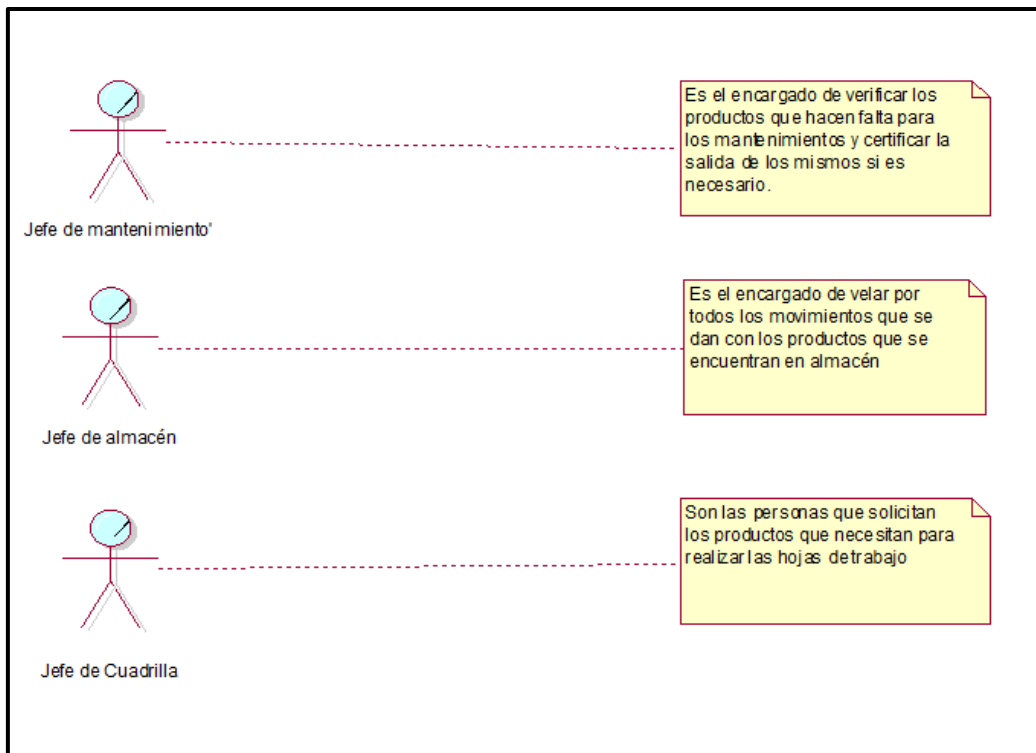 Es el encargado de verificar los
productos que hacen falta para
los mantenimientos y certificar la
salida de los mismos si es
necesario.
Jefe de mantenimiento'
Es el encargado de velar por
todos los movimientos que se
dan con los productos que se
encuentran en almacén
Jefe de almacén
Son las personas que solicitan
los productos que necesitan para
realizar las hojas de trabajo
Jefe de Cuadrilla